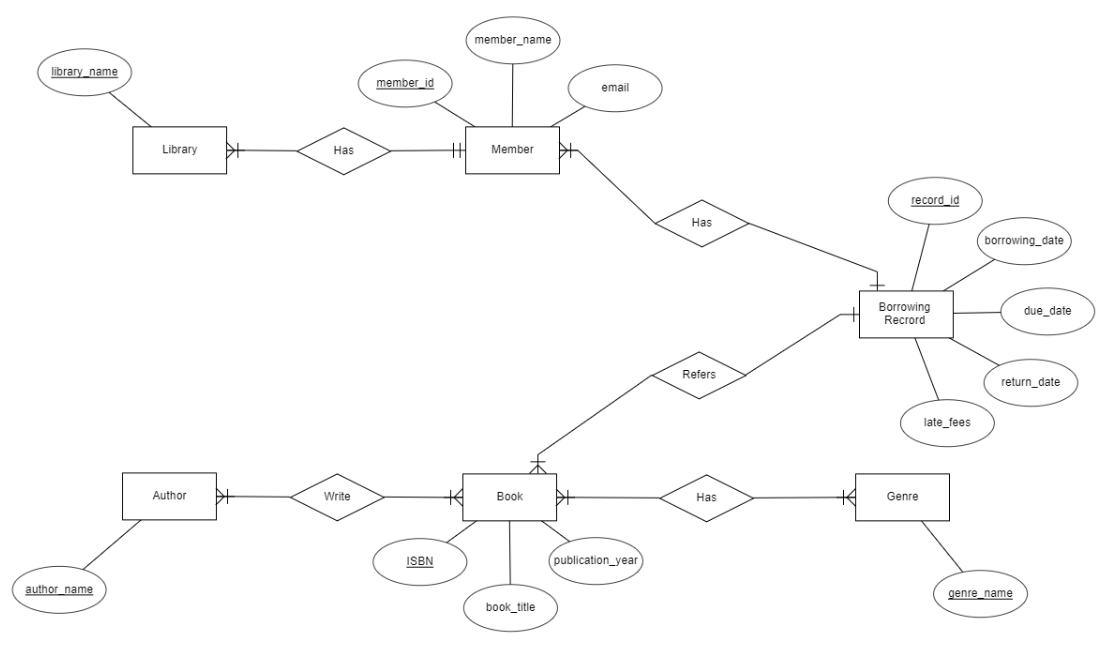 member_name
library_name
member_id
email
Library
Has
Member
record_id
Has
borrowing_date
Borrowing
Recrord
due_date
Refers
return_date
late_fees
Author
Write
Book
Has
Genre
ISBN
publication_year
author_name
book_title
genre_name